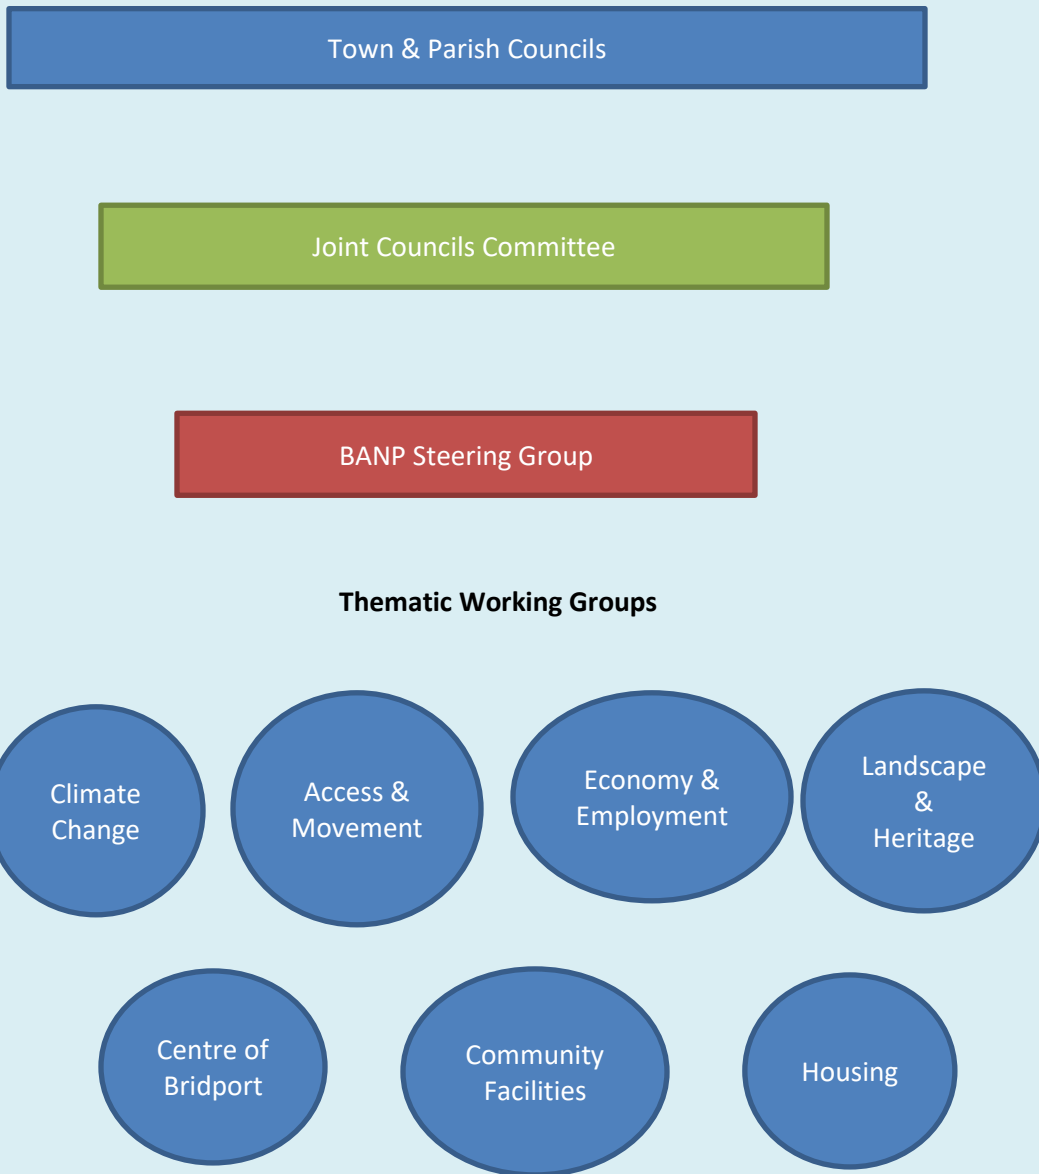 Town & Parish Councils
Joint Councils Committee
BANP Steering Group
Thematic Working Groups
Climate
Change
Access &
Movement
Economy &
Employment
Landscape
&
Heritage
Centre of
Bridport
Community
Facilities
Housing